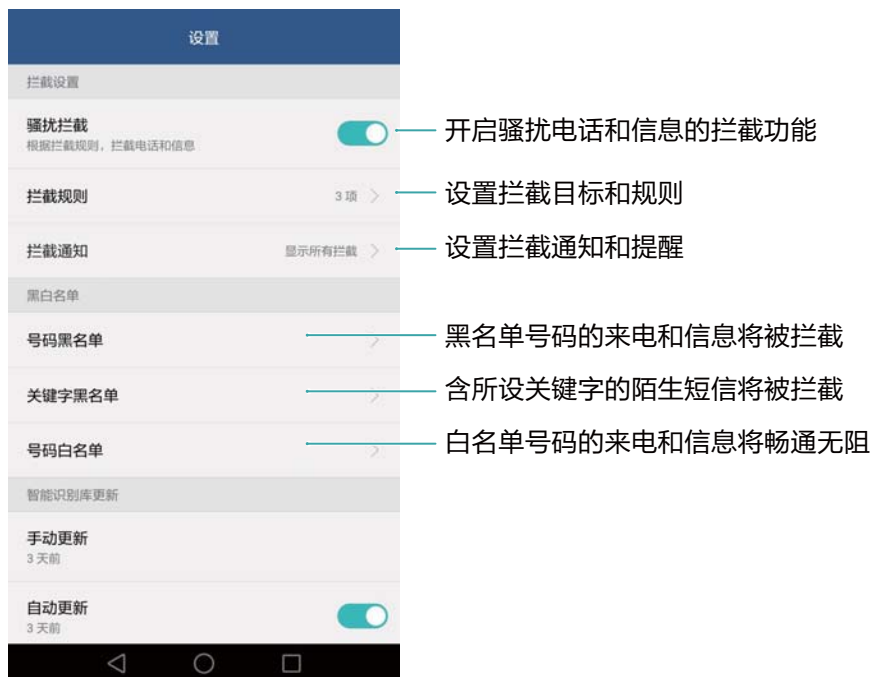 设置
拦截设置
骚扰拦截
根据拦截规则，拦截电话和信息
开启骚扰电话和信息的拦截功能
拦截规则
3 项
设置拦截目标和规则
拦截通知
显示所有拦截
设置拦截通知和提醒
黑白名单
号码黑名单
黑名单号码的来电和信息将被拦截
关键字黑名单
含所设关键字的陌生短信将被拦截
号码白名单
白名单号码的来电和信息将畅通无阻
智能识别库更新
手动更新
3 天前
自动更新
3 天前